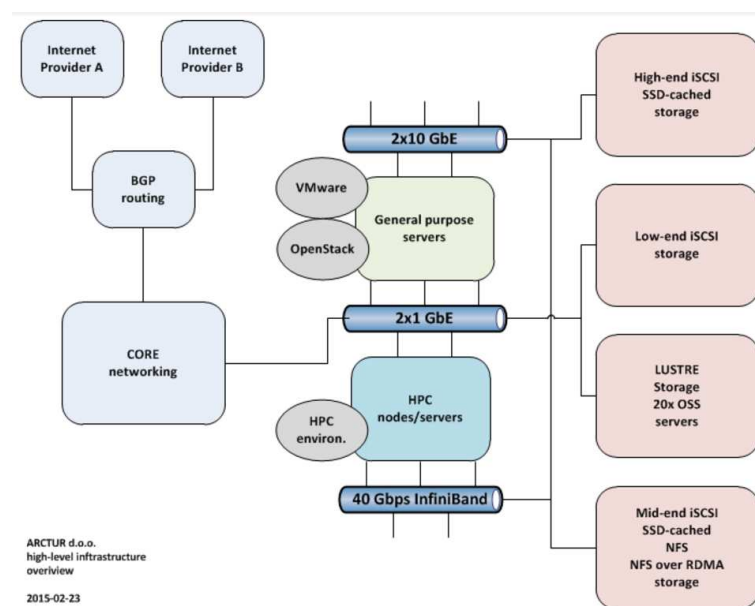 Internet
Provider A
Internet
Provider B
BGP
routing
CORE
networking
2x10 GbE
VMware
General purpose
servers
OpenStack
2x1 GbE
HPC
nodes/servers
HPC
environ.
40 Gbps InfiniBand
High-end iSCSI
SSD-cached
storage
Low-end iSCSI
storage
LUSTRE
Storage
20x OSS
servers
Mid-end iSCSI
SSD-cached
NFS
NFS over RDMA
storage
ARCTUR d.o.o.
high-level inftrastructure
overiview
2015-02-23